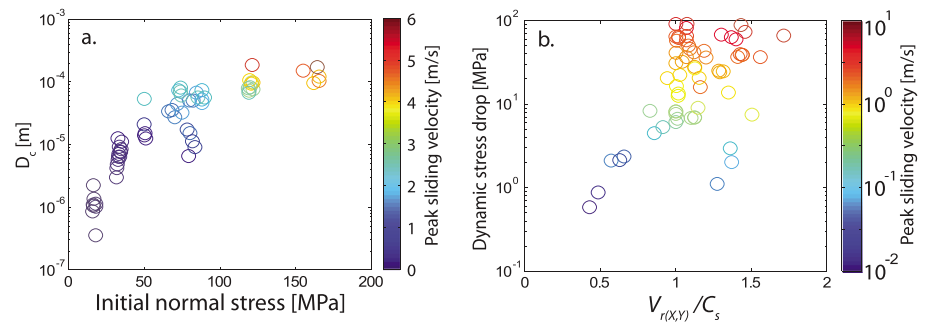 a.
10^-3
10^-4
10^-5
10^-6
10^-7
D_c [m]
0 50 100 150 200
Initial normal stress [MPa]
6
5
4
3
2
1
0
Peak sliding velocity [m/s]
b.
10^2
10^1
10^0
10^-1
Dynamic stress drop [MPa]
0 0.5 1 1.5 2
V_r(X,Y) /C_s
10^1
10^0
10^-1
10^-2
Peak sliding velocity [m/s]